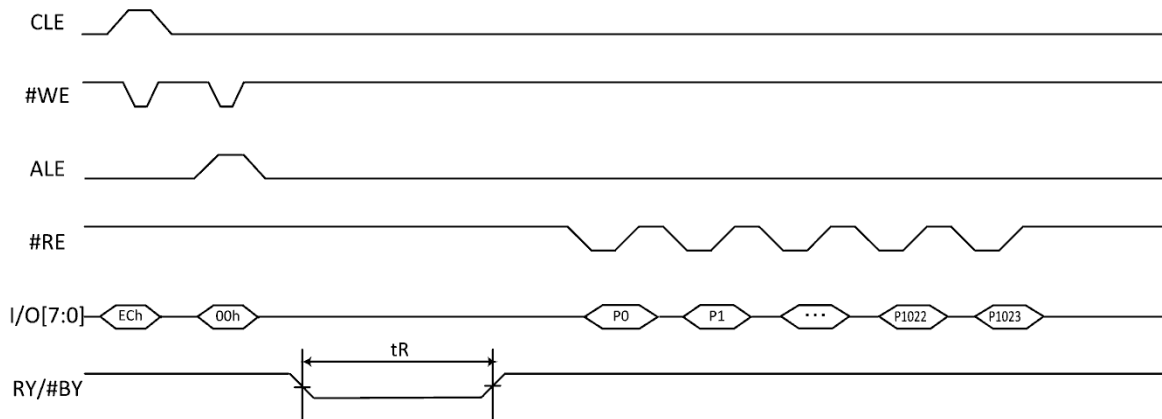 CLE
#WE
ALE
#RE
I/O[7:0] ECh 00h P0 P1 ... P1022 P1023
tR
RY/#BY